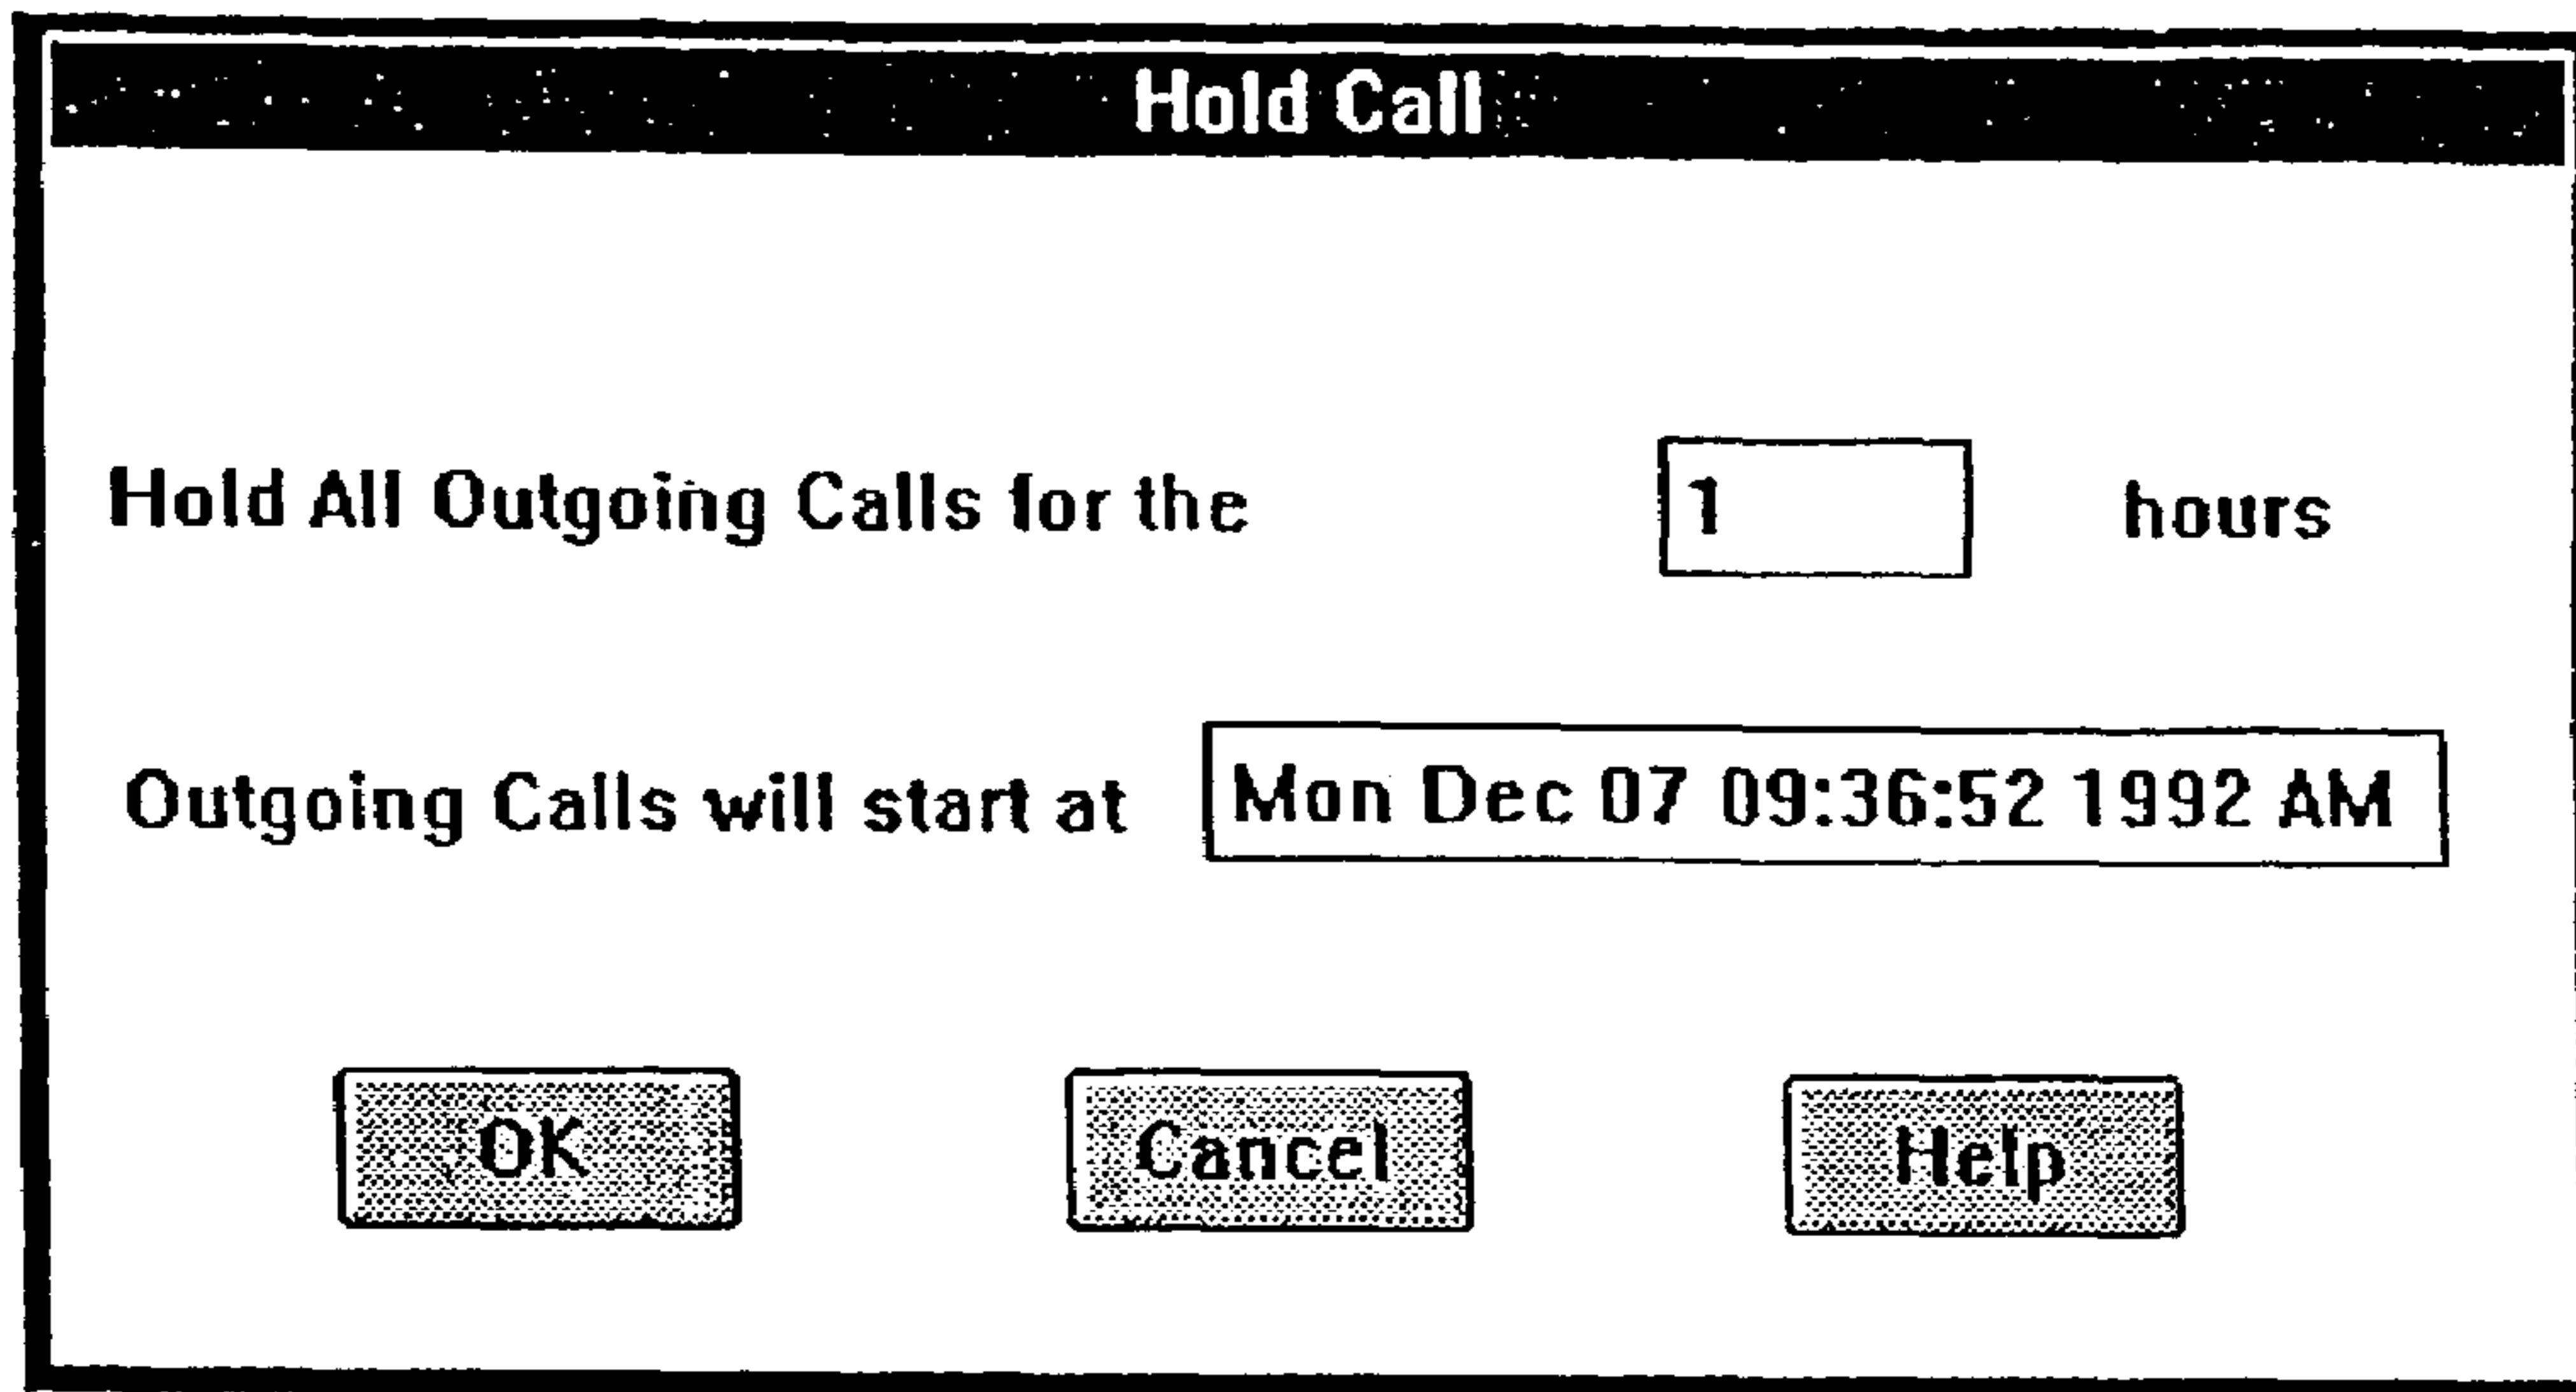 Hold Call
Hold All Outgoing Calls for the 1 hours
Outgoing Calls will start at Mon Dec 07 09:36:52 1992 AM
OK Cancel Help